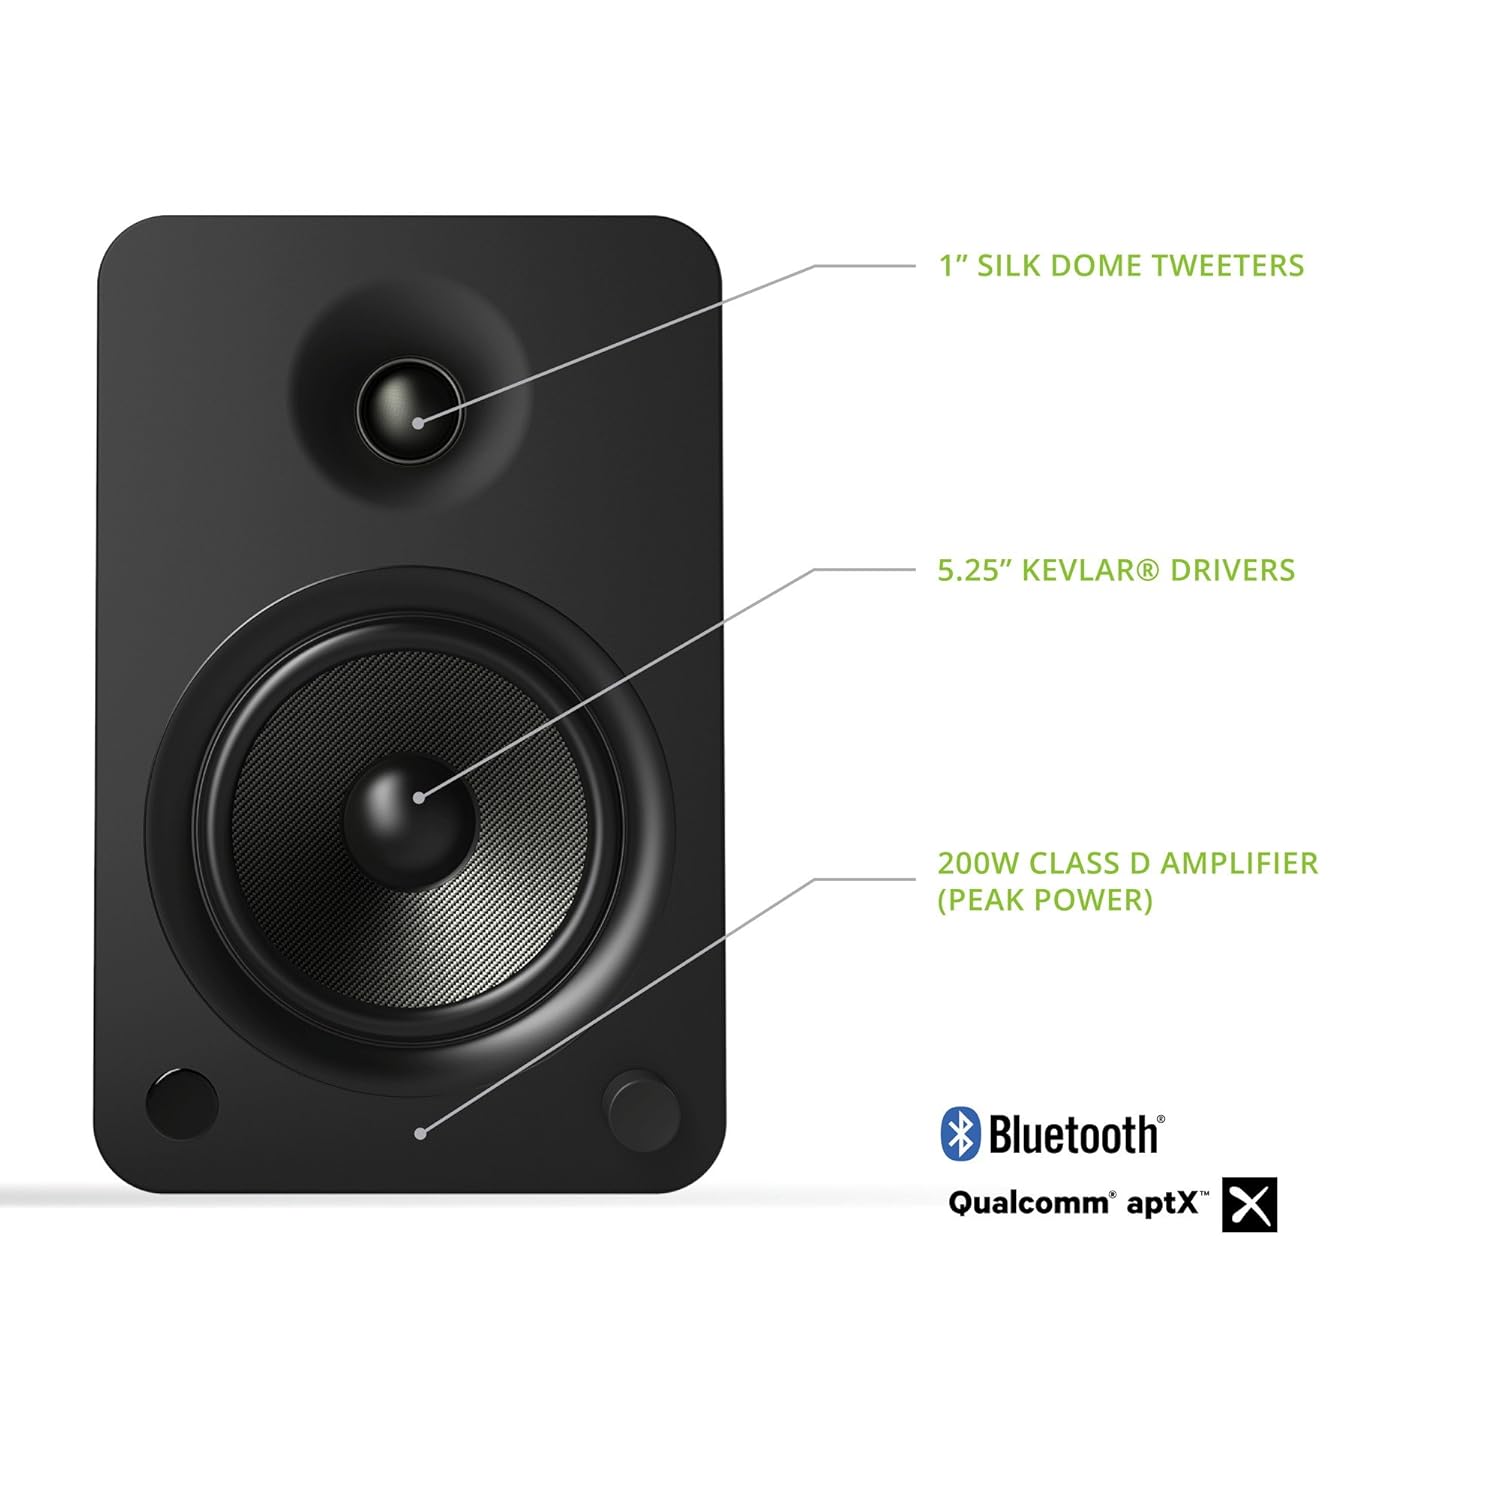 1” SILK DOME TWEETERS
5.25” KEVLAR® DRIVERS
200W CLASS D AMPLIFIER
(PEAK POWER)
Bluetooth®
Qualcomm® aptX™